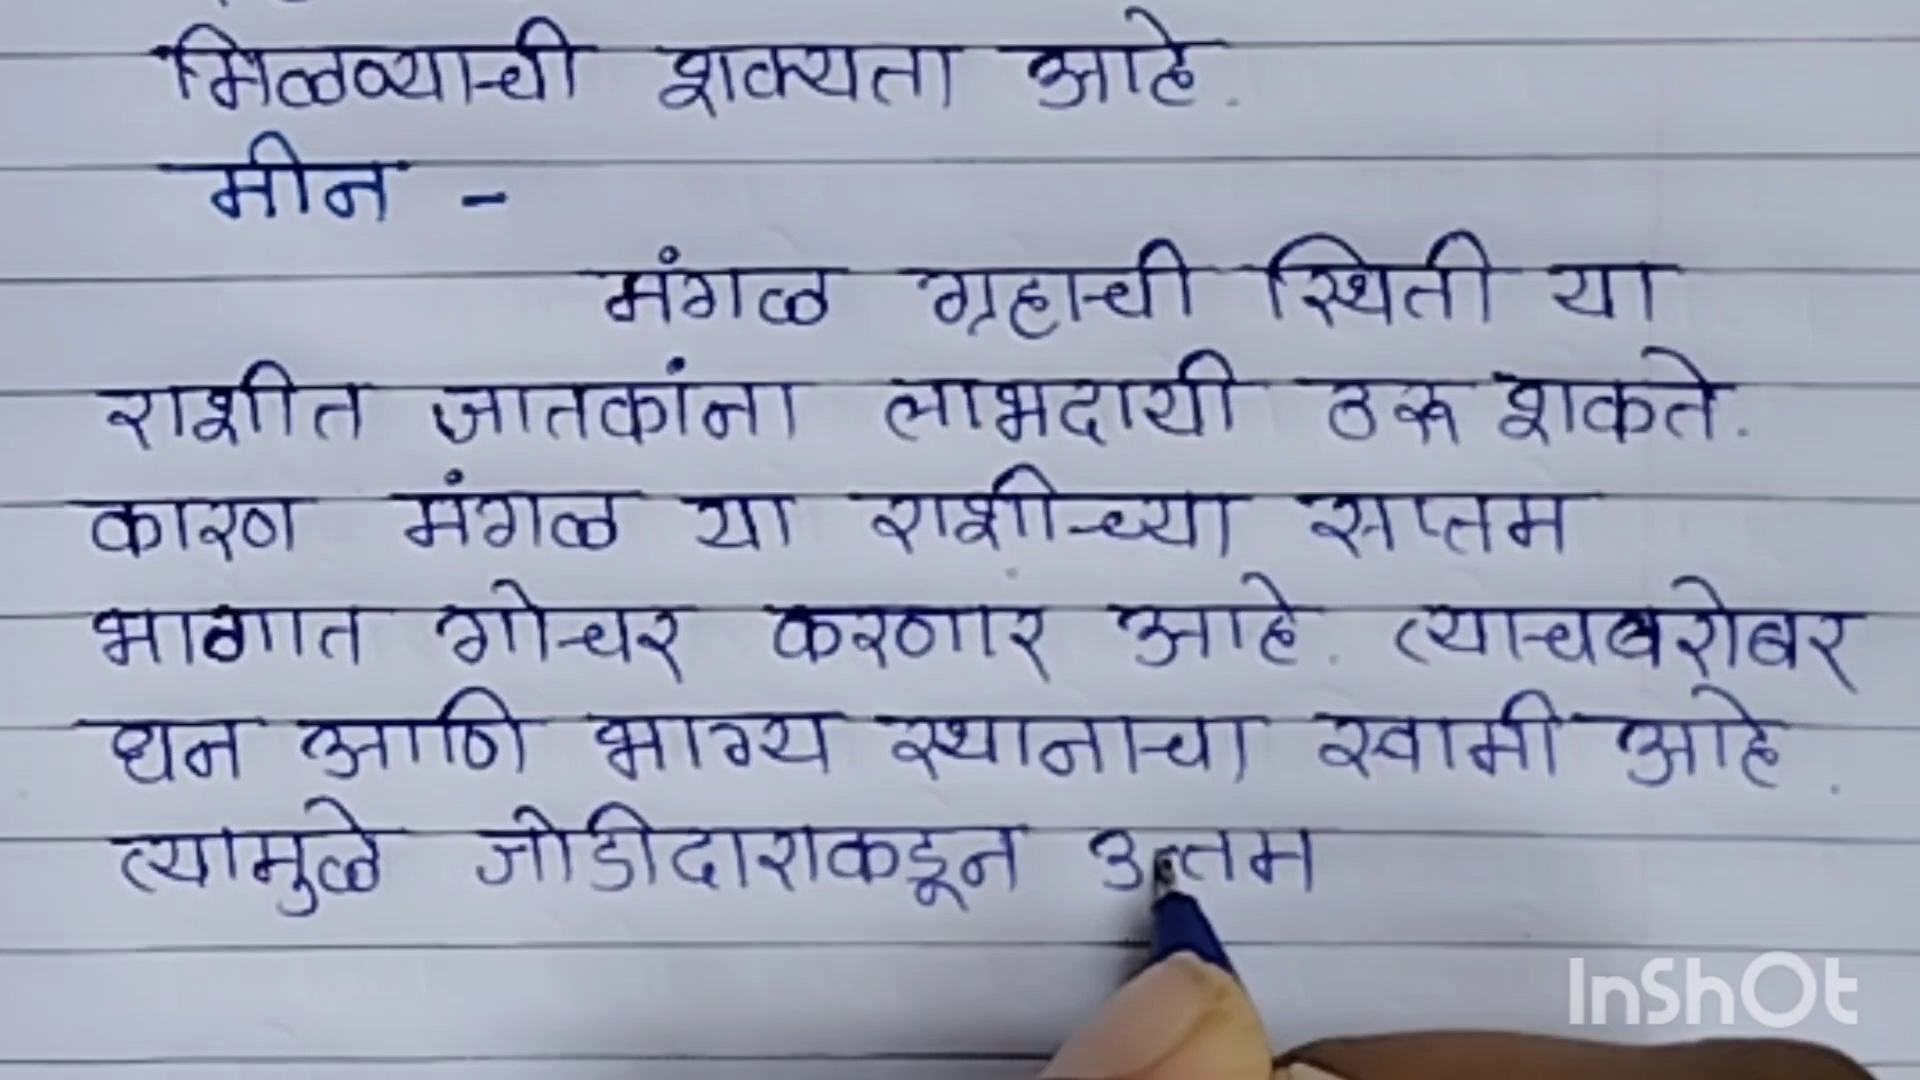 मिळव्याची शक्यता आहे.
मीन -
मंगळ ग्रहाची स्थिती या
राशीत जातकांना लाभदायी ठरू शकते.
कारण मंगळ या राशीच्या सप्तम
भागात गोचर करणार आहे. त्याचबरोबर
धन आणि भाग्य स्थानाचा स्वामी आहे.
त्यामुळे जोडीदाराकडून उत्तम
InShOt